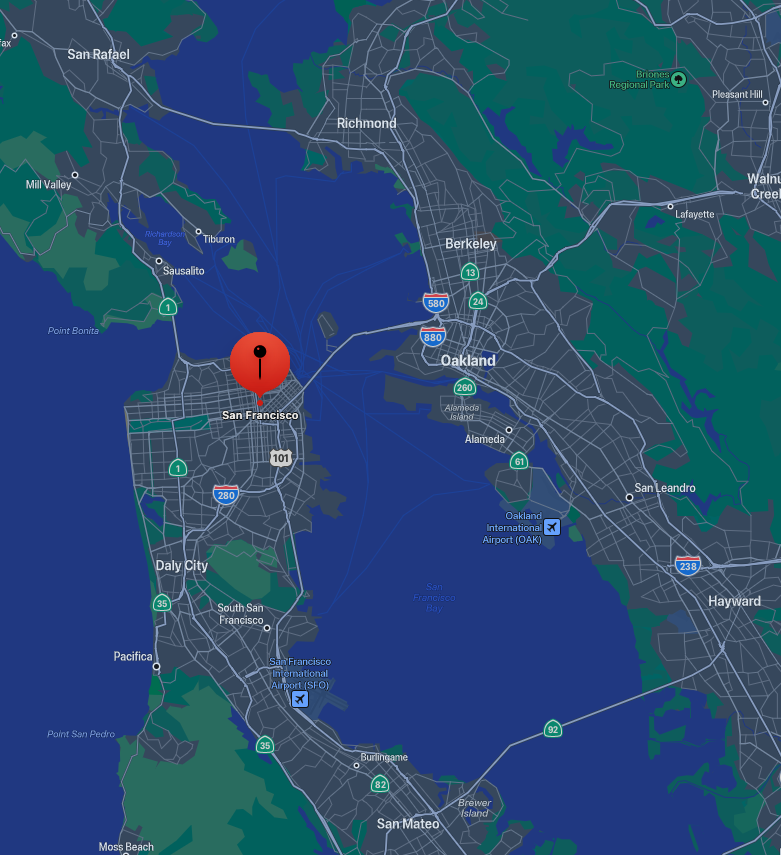 fax
San Rafael
Briones
Regional Park
Pleasant Hill
Richmond
Mill Valley
Walnu
Creek
Lafayette
Richardson
Bay
Tiburon
Berkeley
Sausalito
13
580
24
1
Point Bonita
880
Oakland
260
San Francisco
Alameda
Island
Alameda
101
61
1
280
San Leandro
Oakland
International
Airport (OAK)
238
Daly City
San
Francisco
Bay
35
South San
Francisco
Hayward
Pacifica
San Francisco
International
Airport (SFO)
92
Point San Pedro
35
Burlingame
82
Brewer
Island
San Mateo
Moss Beach